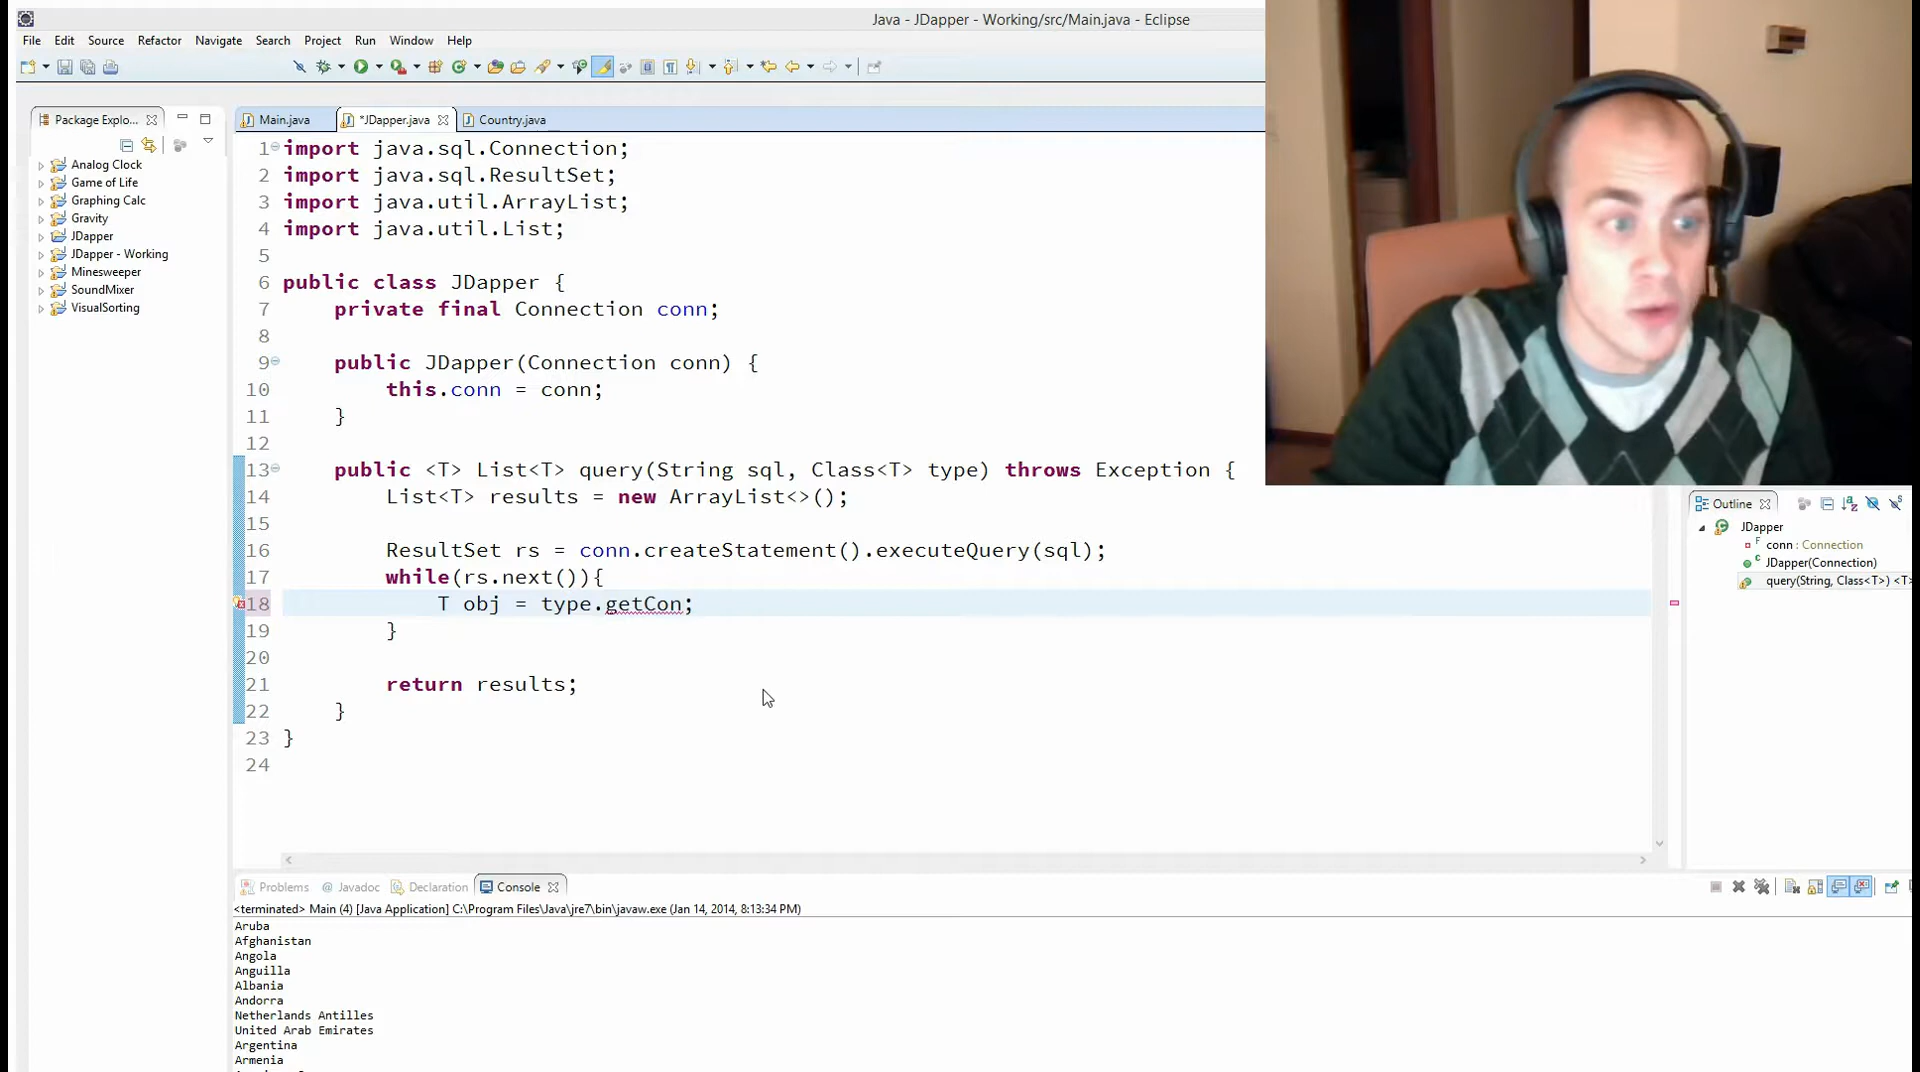 Java - JDapper - Working/src/Main.java - Eclipse
File Edit Source Refactor Navigate Search Project Run Window Help
Package Explo...
Main.java
*JDapper.java
Country.java
Analog Clock
Game of Life
Graphing Calc
Gravity
JDapper
JDapper - Working
Minesweeper
SoundMixer
VisualSorting
1 import java.sql.Connection;
2 import java.sql.ResultSet;
3 import java.util.ArrayList;
4 import java.util.List;
5
6 public class JDapper {
7 private final Connection conn;
8
9 public JDapper(Connection conn) {
10 this.conn = conn;
11 }
12
13 public <T> List<T> query(String sql, Class<T> type) throws Exception {
14 List<T> results = new ArrayList<>();
15
16 ResultSet rs = conn.createStatement().executeQuery(sql);
17 while(rs.next()){
18 T obj = type.getCon;
19 }
20
21 return results;
22 }
23 }
24
Outline
JDapper
conn : Connection
JDapper(Connection)
query(String, Class<T>) <T>
Problems @ Javadoc Declaration Console
<terminated> Main (4) [Java Application] C:\Program Files\Java\jre7\bin\javaw.exe (Jan 14, 2014, 8:13:34 PM)
Aruba
Afghanistan
Angola
Anguilla
Albania
Andorra
Netherlands Antilles
United Arab Emirates
Argentina
Armenia